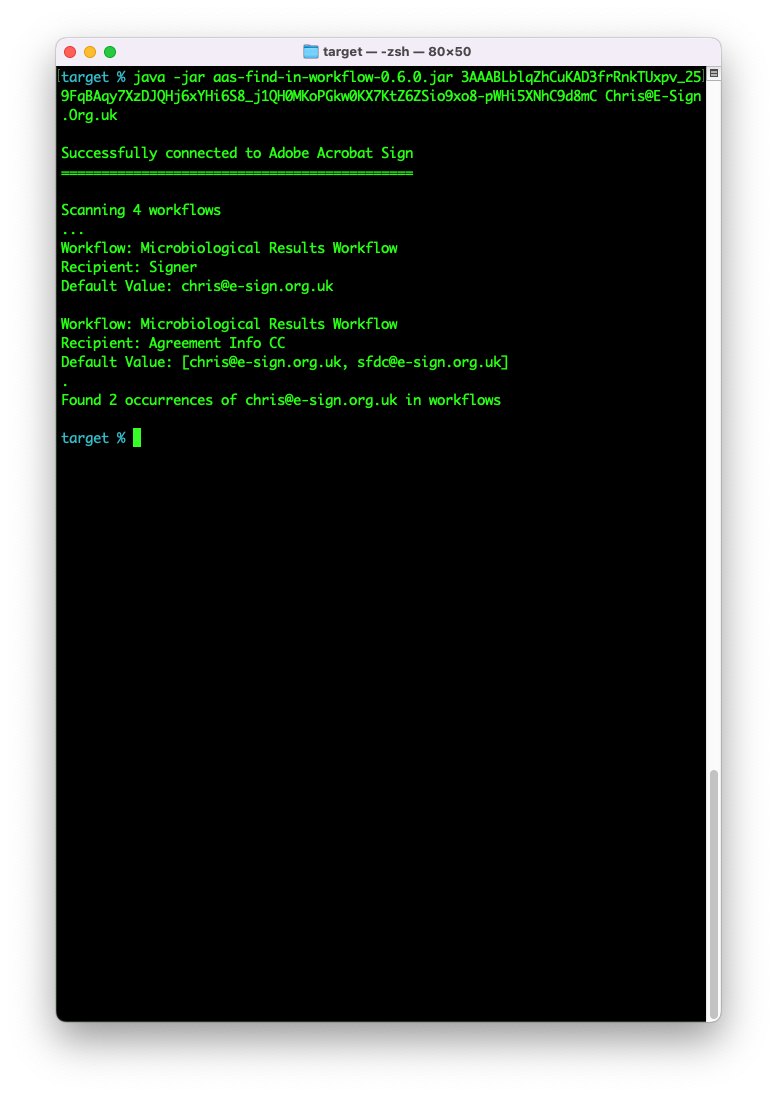 target — -zsh — 80×50
target % java -jar aas-find-in-workflow-0.6.0.jar 3AAABLblqZhCuKAD3frRnkTUxpv_25
9FqBAqy7XzDJQHj6xYHi6S8_j1QH0MKoPGkw0KX7KtZ6ZSio9xo8-pWHi5XNhC9d8mC Chris@E-Sign
.Org.uk
Successfully connected to Adobe Acrobat Sign
============================================
Scanning 4 workflows
...
Workflow: Microbiological Results Workflow
Recipient: Signer
Default Value: chris@e-sign.org.uk
Workflow: Microbiological Results Workflow
Recipient: Agreement Info CC
Default Value: [chris@e-sign.org.uk, sfdc@e-sign.org.uk]
.
Found 2 occurrences of chris@e-sign.org.uk in workflows
target %